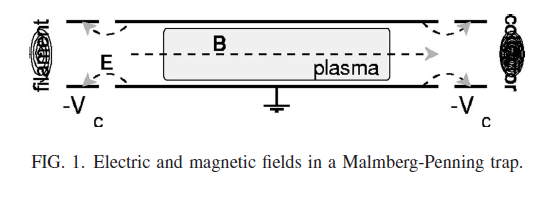 filament
B
E
plasma
collector
-V
c
-V
c
FIG. 1. Electric and magnetic fields in a Malmberg-Penning trap.